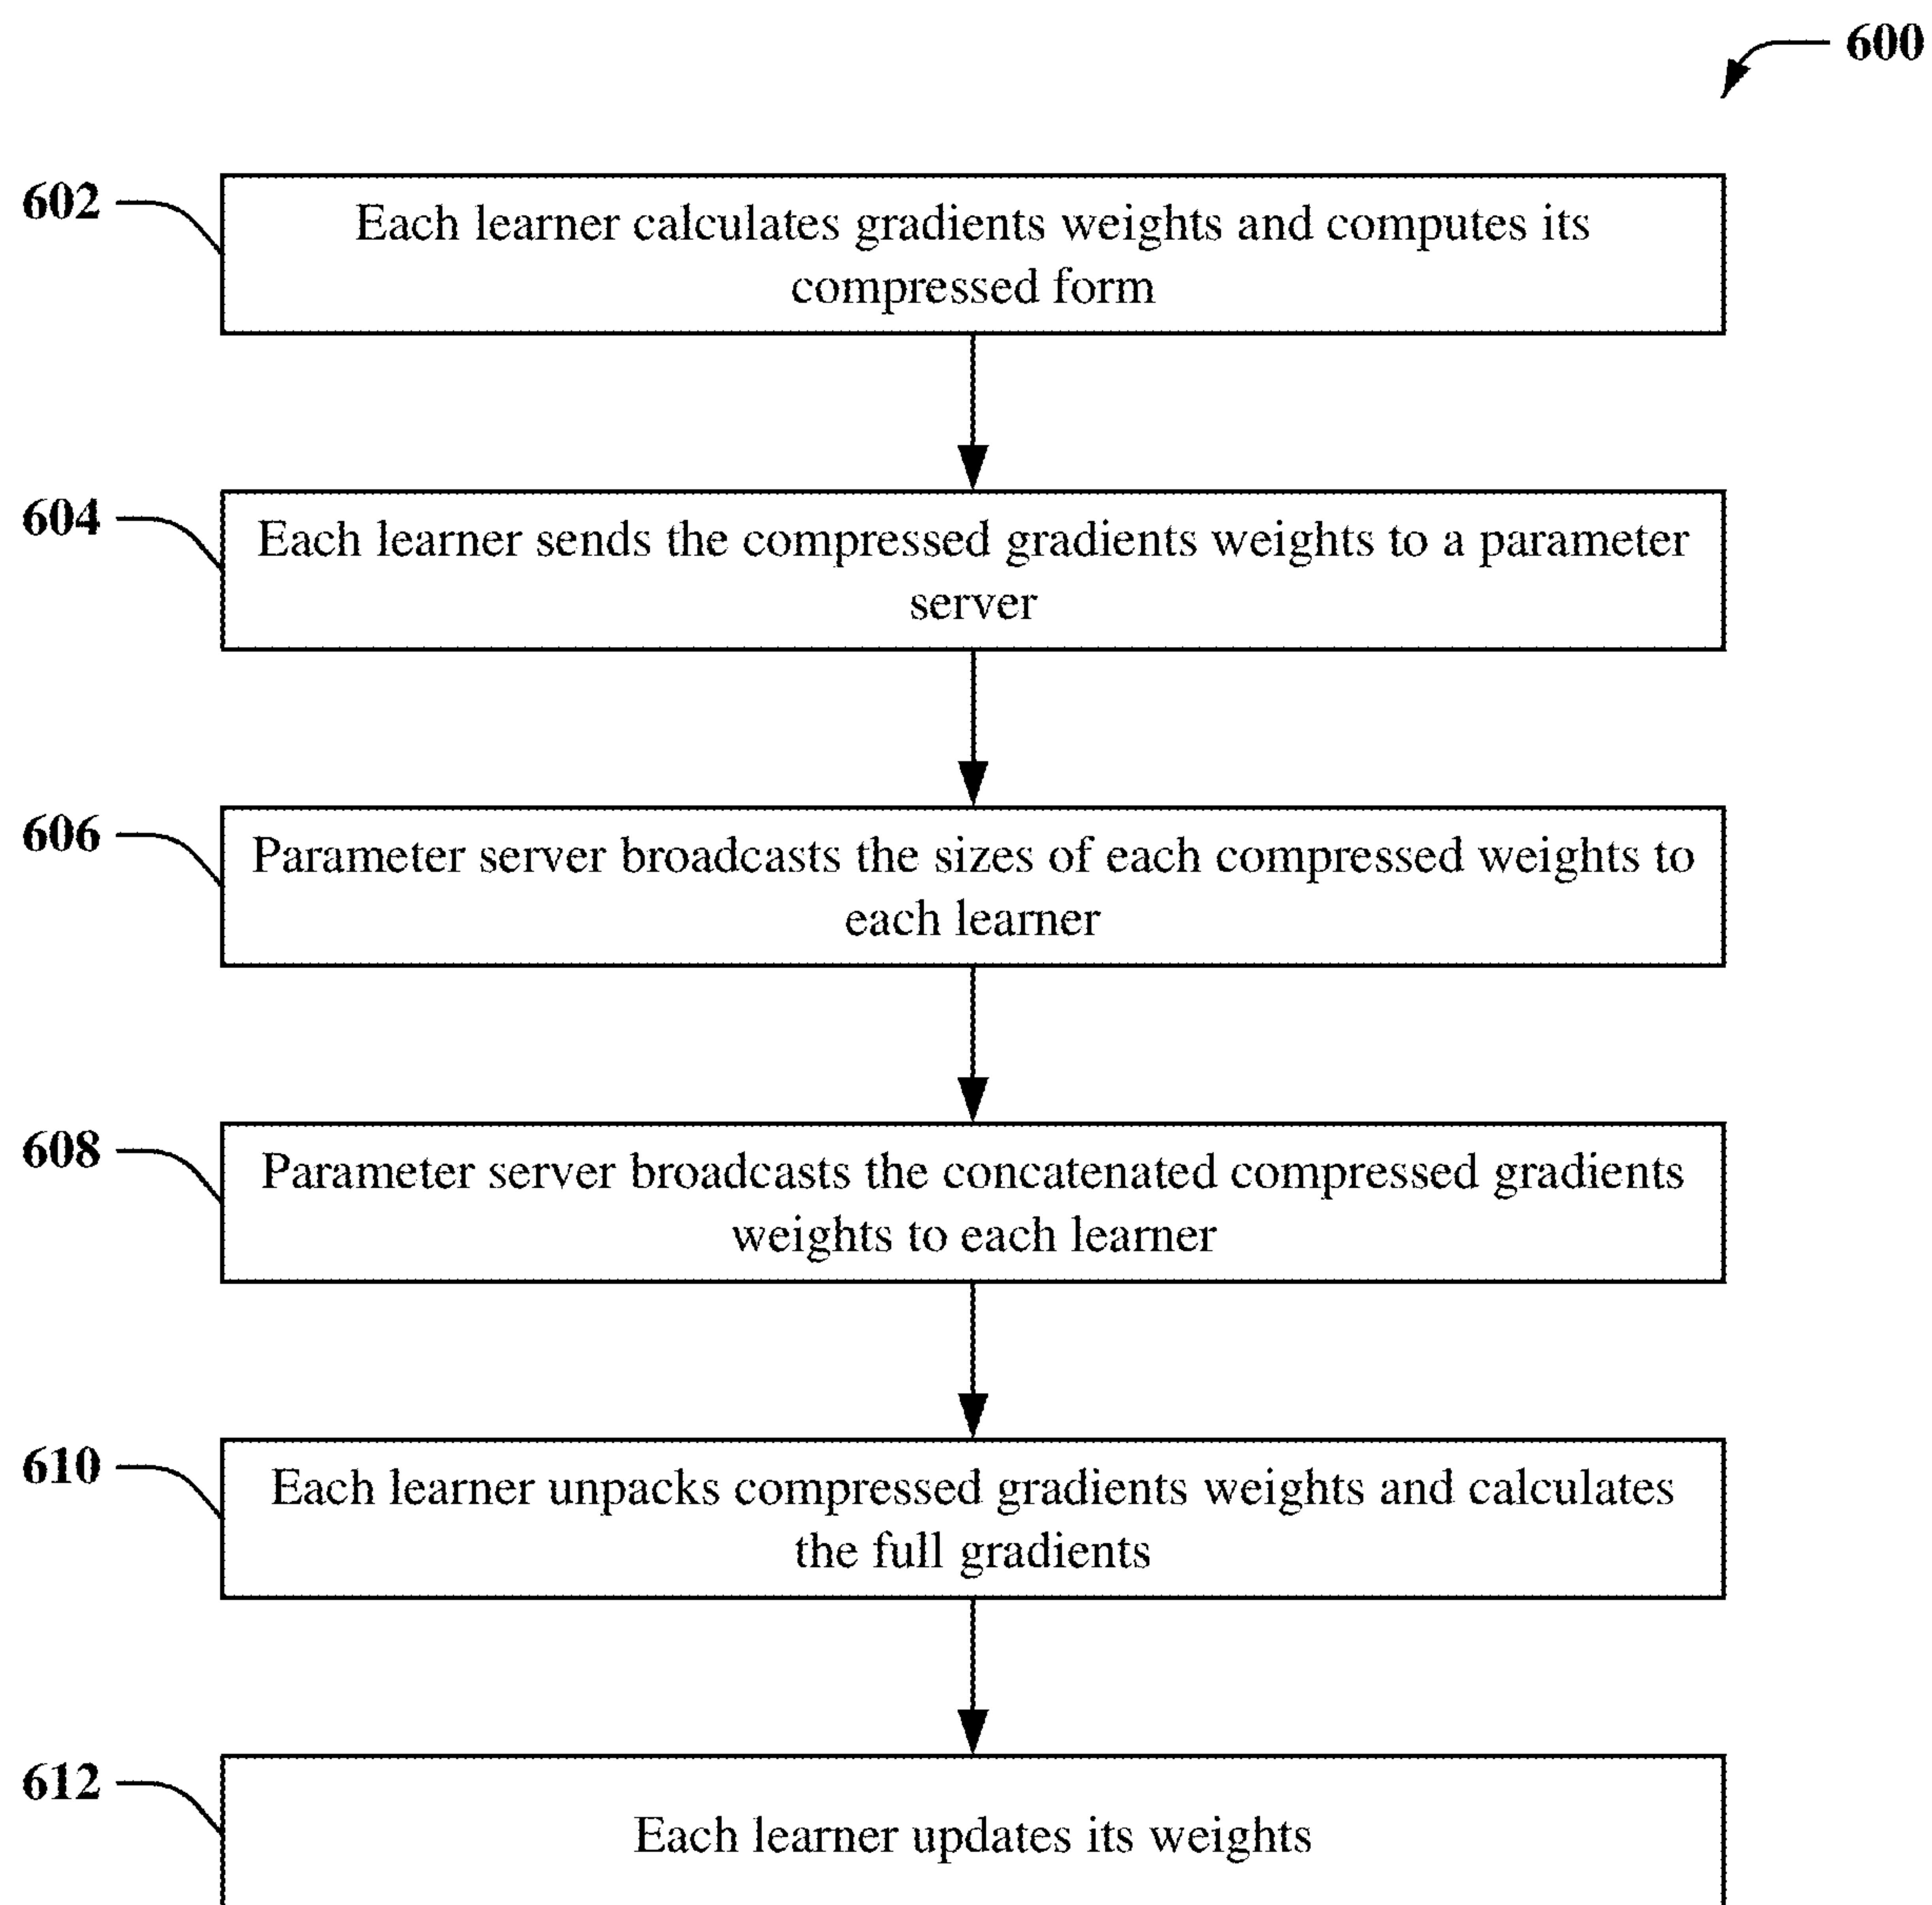 600
602
Each learner calculates gradients weights and computes its
compressed form
604
Each learner sends the compressed gradients weights to a parameter
server
606
Parameter server broadcasts the sizes of each compressed weights to
each learner
608
Parameter server broadcasts the concatenated compressed gradients
weights to each learner
610
Each learner unpacks compressed gradients weights and calculates
the full gradients
612
Each learner updates its weights